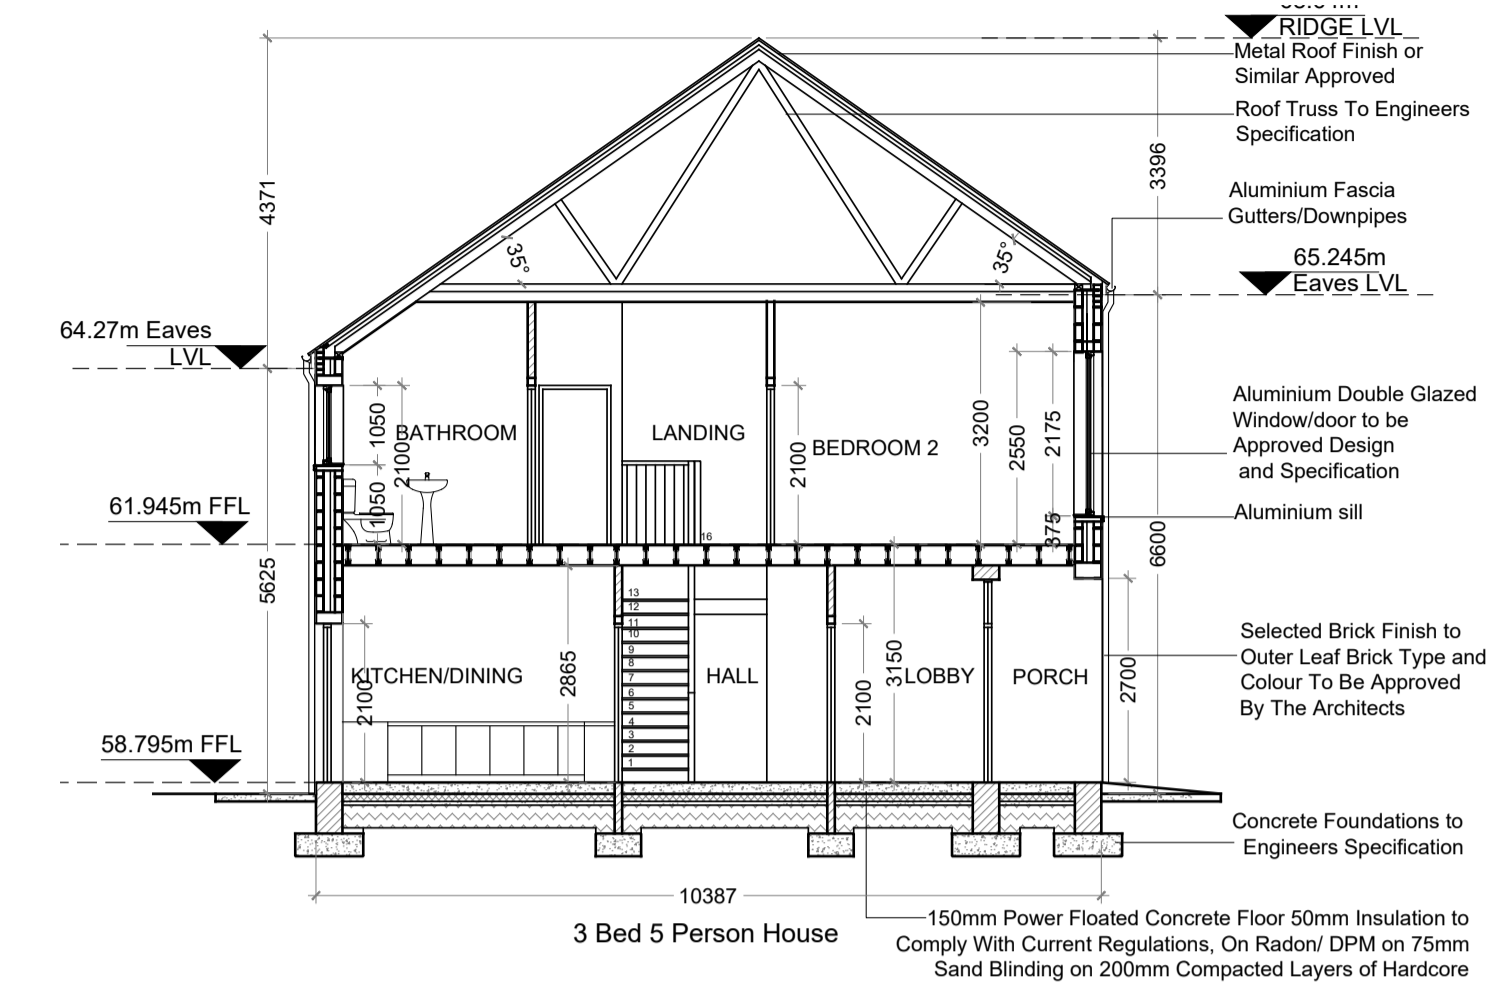 RIDGE LVL
Metal Roof Finish or
Similar Approved
Roof Truss To Engineers
Specification
3396
4371
Aluminium Fascia
Gutters/Downpipes
35°
35°
65.245m
Eaves LVL
64.27m Eaves
LVL
Aluminium Double Glazed
Window/door to be
Approved Design
and Specification
Aluminium sill
1050
2100
1050
BATHROOM
LANDING
2100
BEDROOM 2
3200
2550
2175
375
16
61.945m FFL
5625
6600
13
12
11
10
9
8
7
6
5
4
3
2
1
KITCHEN/DINING
2100
2865
HALL
2100
3150
LOBBY
PORCH
2700
Selected Brick Finish to
Outer Leaf Brick Type and
Colour To Be Approved
By The Architects
58.795m FFL
Concrete Foundations to
Engineers Specification
10387
3 Bed 5 Person House
150mm Power Floated Concrete Floor 50mm Insulation to
Comply With Current Regulations, On Radon/ DPM on 75mm
Sand Blinding on 200mm Compacted Layers of Hardcore